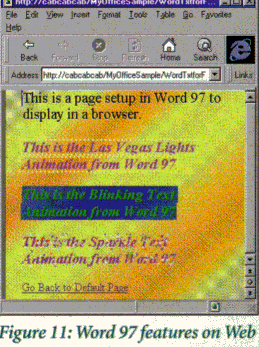 http://cabcabcab/MyOfficeSample/WordTxtforF
File Edit View Insert Format Tools Table Go Favorites
Help
Back Forward Stop Refresh Home Search
Address http://cabcabcab/MyOfficeSample/WordTxtforF Links
This is a page setup in Word 97 to
display in a browser.
This is the Las Vegas Lights
Animation from Word 97
This is the Blinking Text
Animation from Word 97
This is the Sparkle Text
Animation from Word 97
Go Back to Default Page
Figure 11: Word 97 features on Web